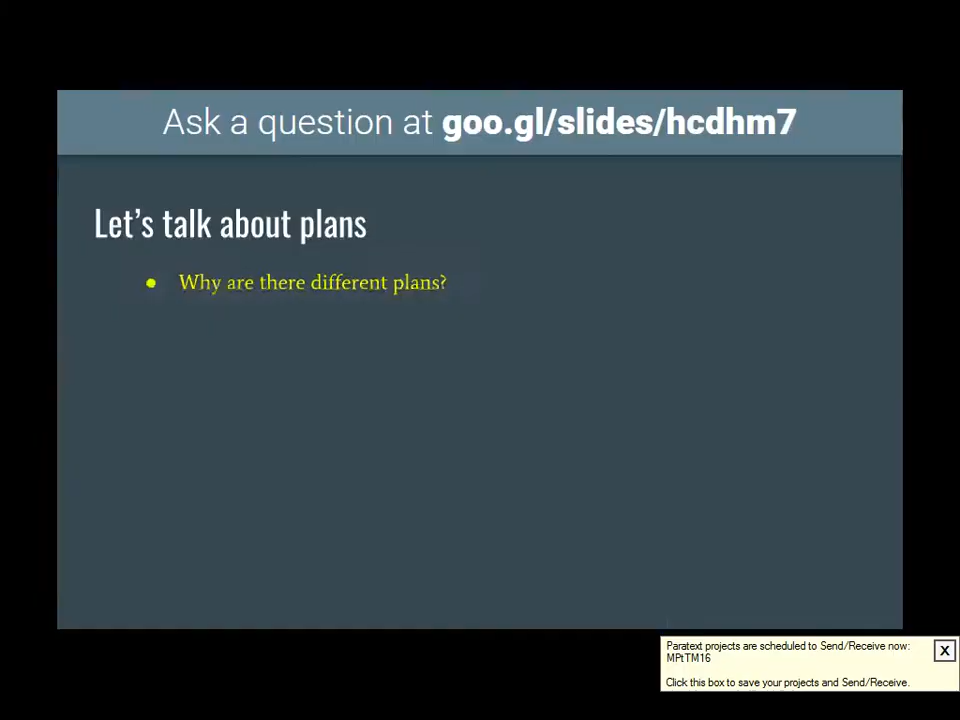 Ask a question at goo.gl/slides/hcdhm7
Let's talk about plans
● Why are there different plans?
Paratext projects are scheduled to Send/Receive now:
MPtTM16
X
Click this box to save your projects and Send/Receive.